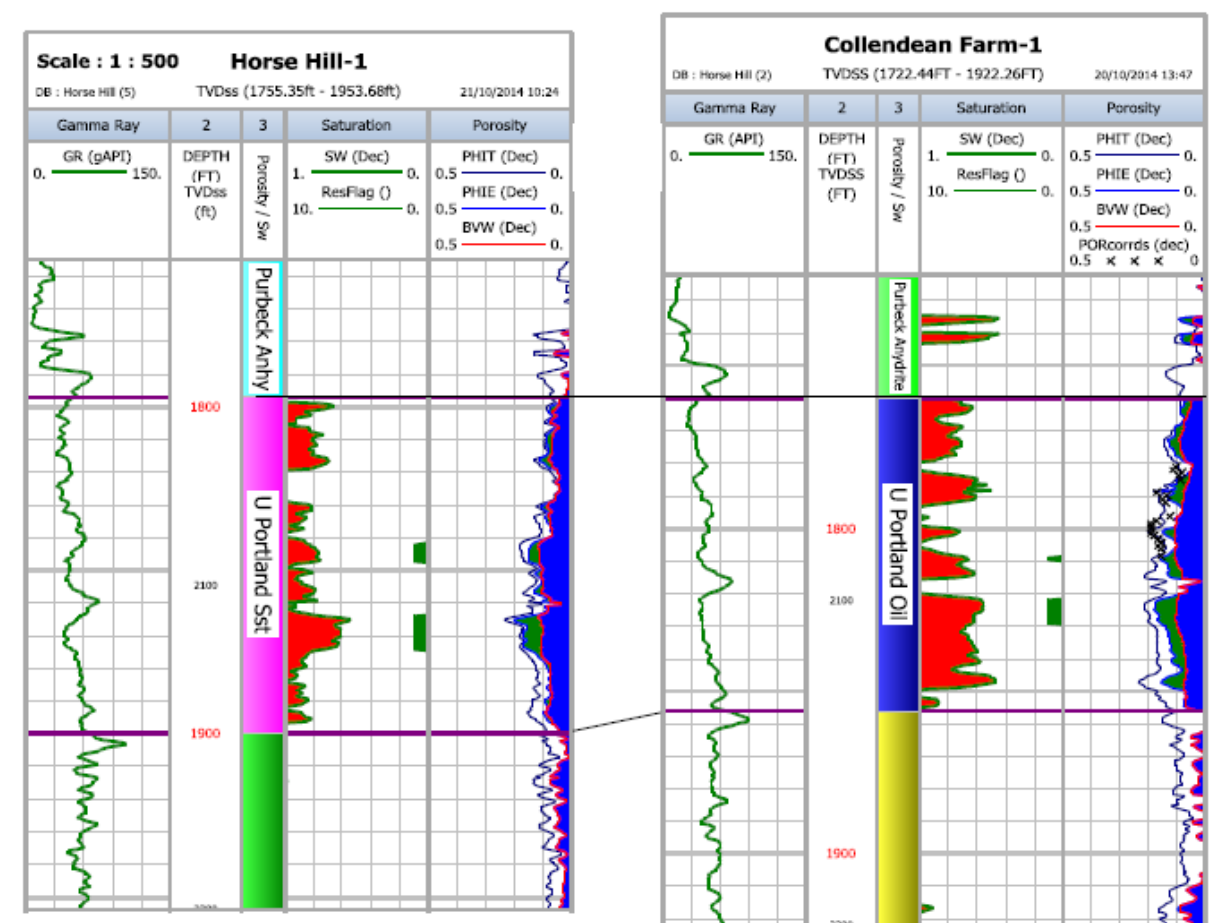 Scale : 1 : 500 Horse Hill-1
DB : Horse Hill (5) TVDss (1755.35ft - 1953.68ft) 21/10/2014 10:24
Gamma Ray 2 3 Saturation Porosity
GR (gAPI)
0. 150.
DEPTH
(FT)
TVDss
(ft)
Porosity / Sw
SW (Dec)
1. 0.
ResFlag ()
10. 0.
PHIT (Dec)
0.5 0.
PHIE (Dec)
0.5 0.
BVW (Dec)
0.5 0.
Purbeck Anhy
1800
U Portland Sst
2100
1900
Collendean Farm-1
DB : Horse Hill (2) TVDSS (1722.44FT - 1922.26FT) 20/10/2014 13:47
Gamma Ray 2 3 Saturation Porosity
GR (API)
0. 150.
DEPTH
(FT)
TVDSS
(FT)
Porosity / Sw
SW (Dec)
1. 0.
ResFlag ()
10. 0.
PHIT (Dec)
0.5 0.
PHIE (Dec)
0.5 0.
BVW (Dec)
0.5 0.
PORcorrds (dec)
0.5 0
Purbeck Anydrite
1800
U Portland Oil
2100
1900